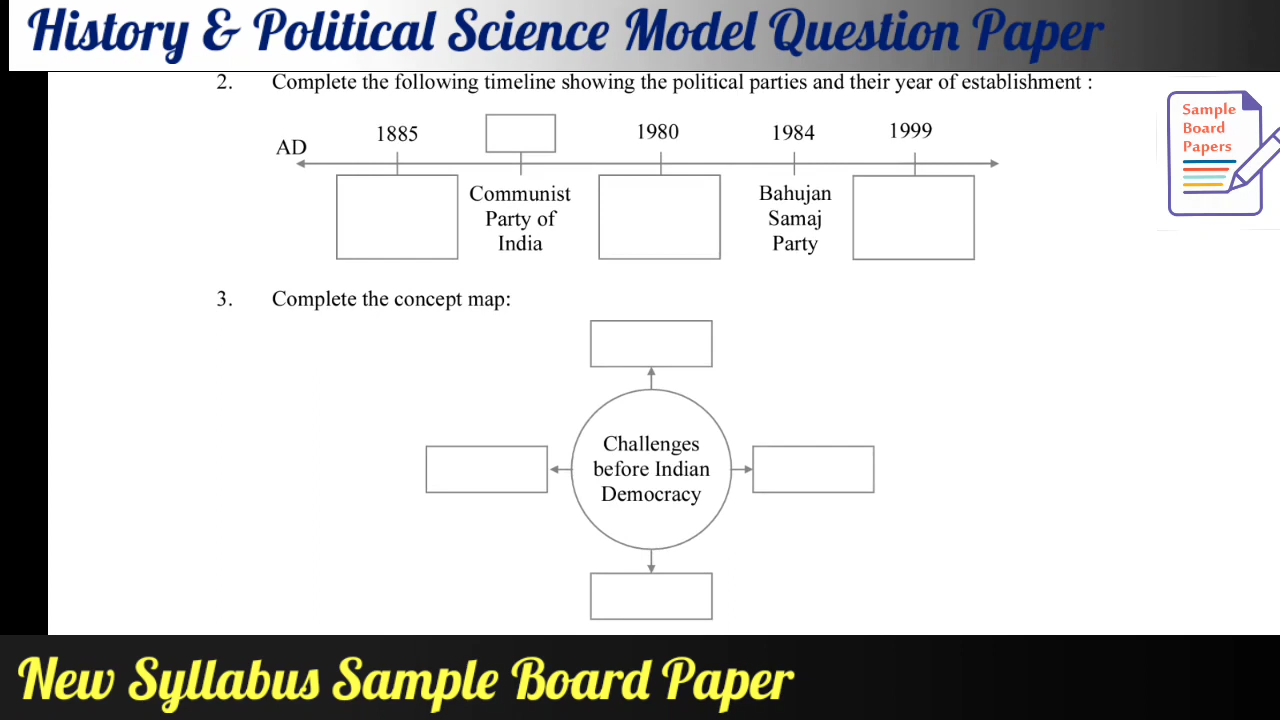 History & Political Science Model Question Paper
2. Complete the following timeline showing the political parties and their year of establishment :
AD 1885 1980 1984 1999
Communist
Party of
India
Bahujan
Samaj
Party
Sample
Board
Papers
3. Complete the concept map:
Challenges
before Indian
Democracy
New Syllabus Sample Board Paper